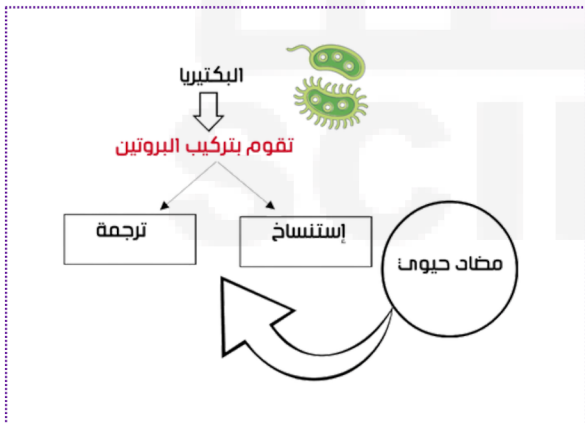 البكتيريا
تقوم بتركيب البروتين
إستنساخ
ترجمة
مضاد حيوي